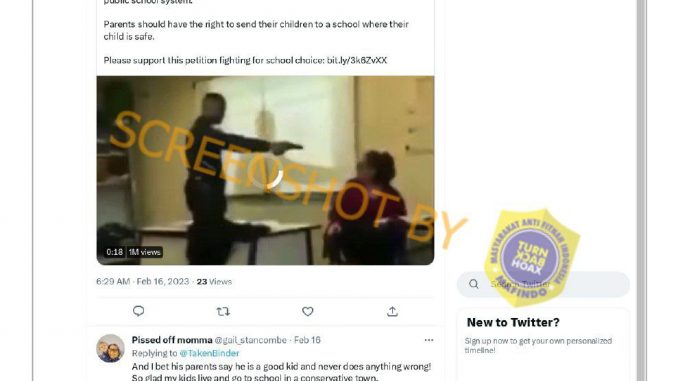 public school system.
Parents should have the right to send their children to a school where their
child is safe.
Please support this petition fighting for school choice: bit.ly/3k6ZvXX
SCREENSHOT BY
0:18 1M views
6:29 AM · Feb 16, 2023 · 23 Views
MASYARAKAT ANTI FITNAH INDONESIA
TURN
BACK
HOAX
MAFINDO
Search Twitter
New to Twitter?
Sign up now to get your own personalized
timeline!
Pissed off momma @gail_stancombe · Feb 16
Replying to @TakenBinder
And I bet his parents say he is a good kid and never does anything wrong!
So glad my kids live and go to school in a conservative town.